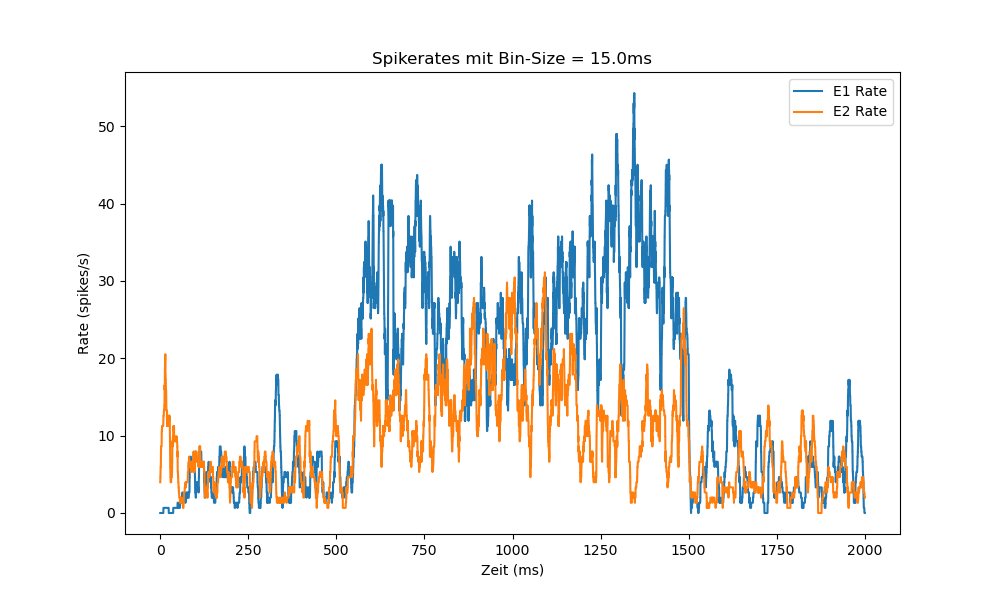 Spikerates mit Bin-Size = 15.0ms
E1 Rate
E2 Rate
Rate (spikes/s)
50
40
30
20
10
0
0 250 500 750 1000 1250 1500 1750 2000
Zeit (ms)